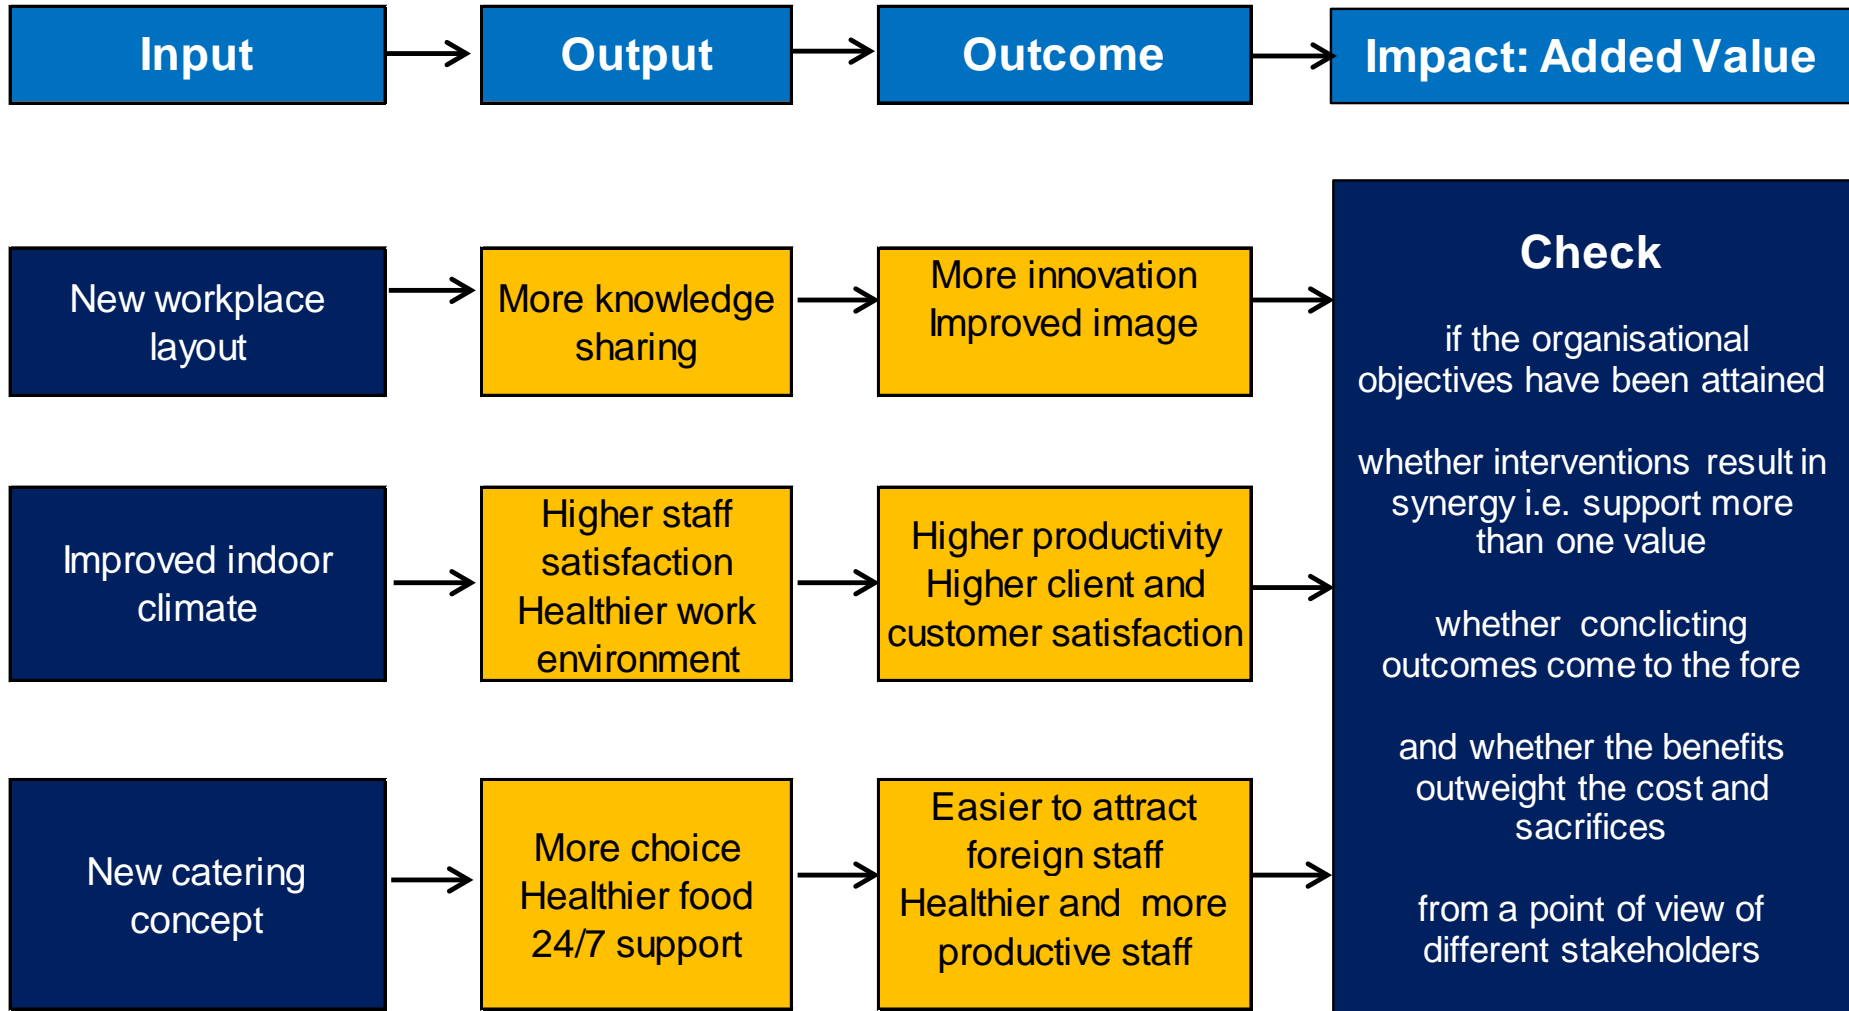 Input
Output
Outcome
Impact: Added Value
New workplace
layout
More knowledge
sharing
More innovation
Improved image
Improved indoor
climate
Higher staff
satisfaction
Healthier work
environment
Higher productivity
Higher client and
customer satisfaction
New catering
concept
More choice
Healthier food
24/7 support
Easier to attract
foreign staff
Healthier and more
productive staff
Check
if the organisational
objectives have been attained
whether interventions result in
synergy i.e. support more
than one value
whether conclicting
outcomes come to the fore
and whether the benefits
outweight the cost and
sacrifices
from a point of view of
different stakeholders